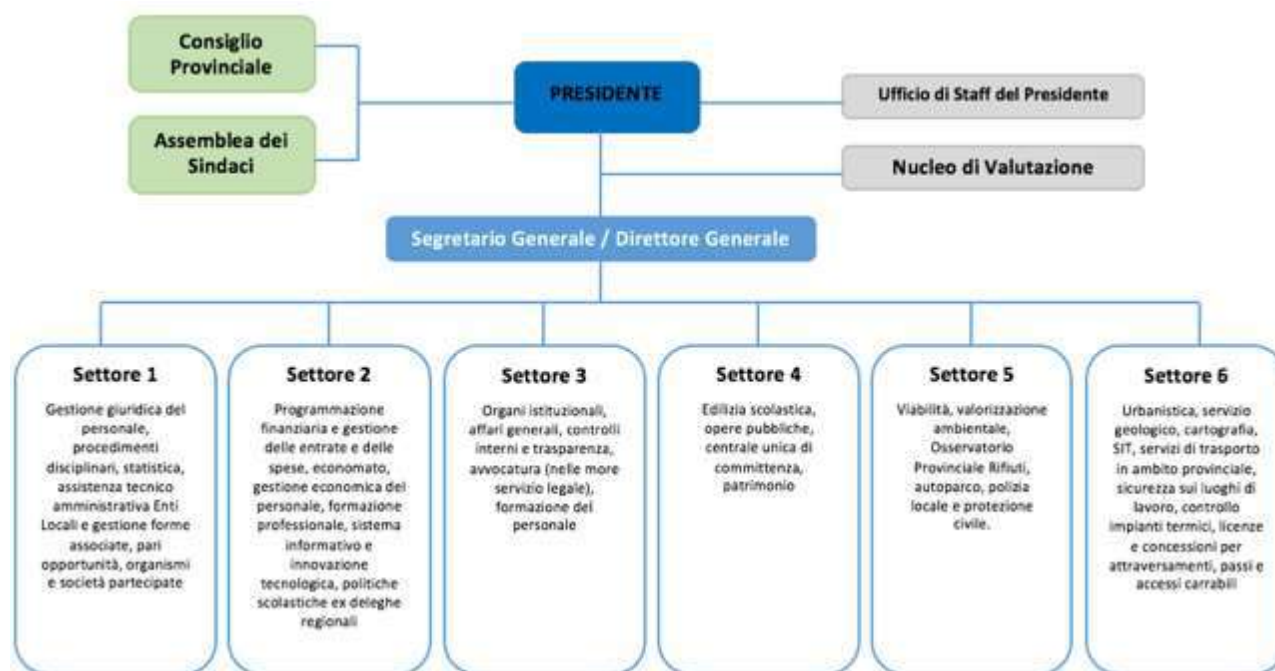 Consiglio
Provinciale
PRESIDENTE
Ufficio di Staff del Presidente
Assemblea dei
Sindaci
Nucleo di Valutazione
Segretario Generale / Direttore Generale
Settore 1
Gestione giuridica del
personale,
procedimenti
disciplinari, statistica,
assistenza tecnico
amministrativa Enti
Locali e gestione forme
associate, pari
opportunità, organismi
e società partecipate
Settore 2
Programmazione
finanziaria e gestione
delle entrate e delle
spese, economato,
gestione economica del
personale, formazione
professionale, sistema
informativo e
innovazione
tecnologica, politiche
scolastiche ex deleghe
regionali
Settore 3
Organi istituzionali,
affari generali, controlli
interni e trasparenza,
avvocatura (nelle more
servizio legale),
formazione del
personale
Settore 4
Edilizia scolastica,
opere pubbliche,
centrale unica di
committenza,
patrimonio
Settore 5
Viabilità, valorizzazione
ambientale,
Osservatorio
Provinciale Rifiuti,
autoparco, polizia
locale e protezione
civile.
Settore 6
Urbanistica, servizio
geologico, cartografia,
SIT, servizi di trasporto
in ambito provinciale,
sicurezza sui luoghi di
lavoro, controllo
impianti termici, licenze
e concessioni per
attraversamenti, passi e
accessi carrabili